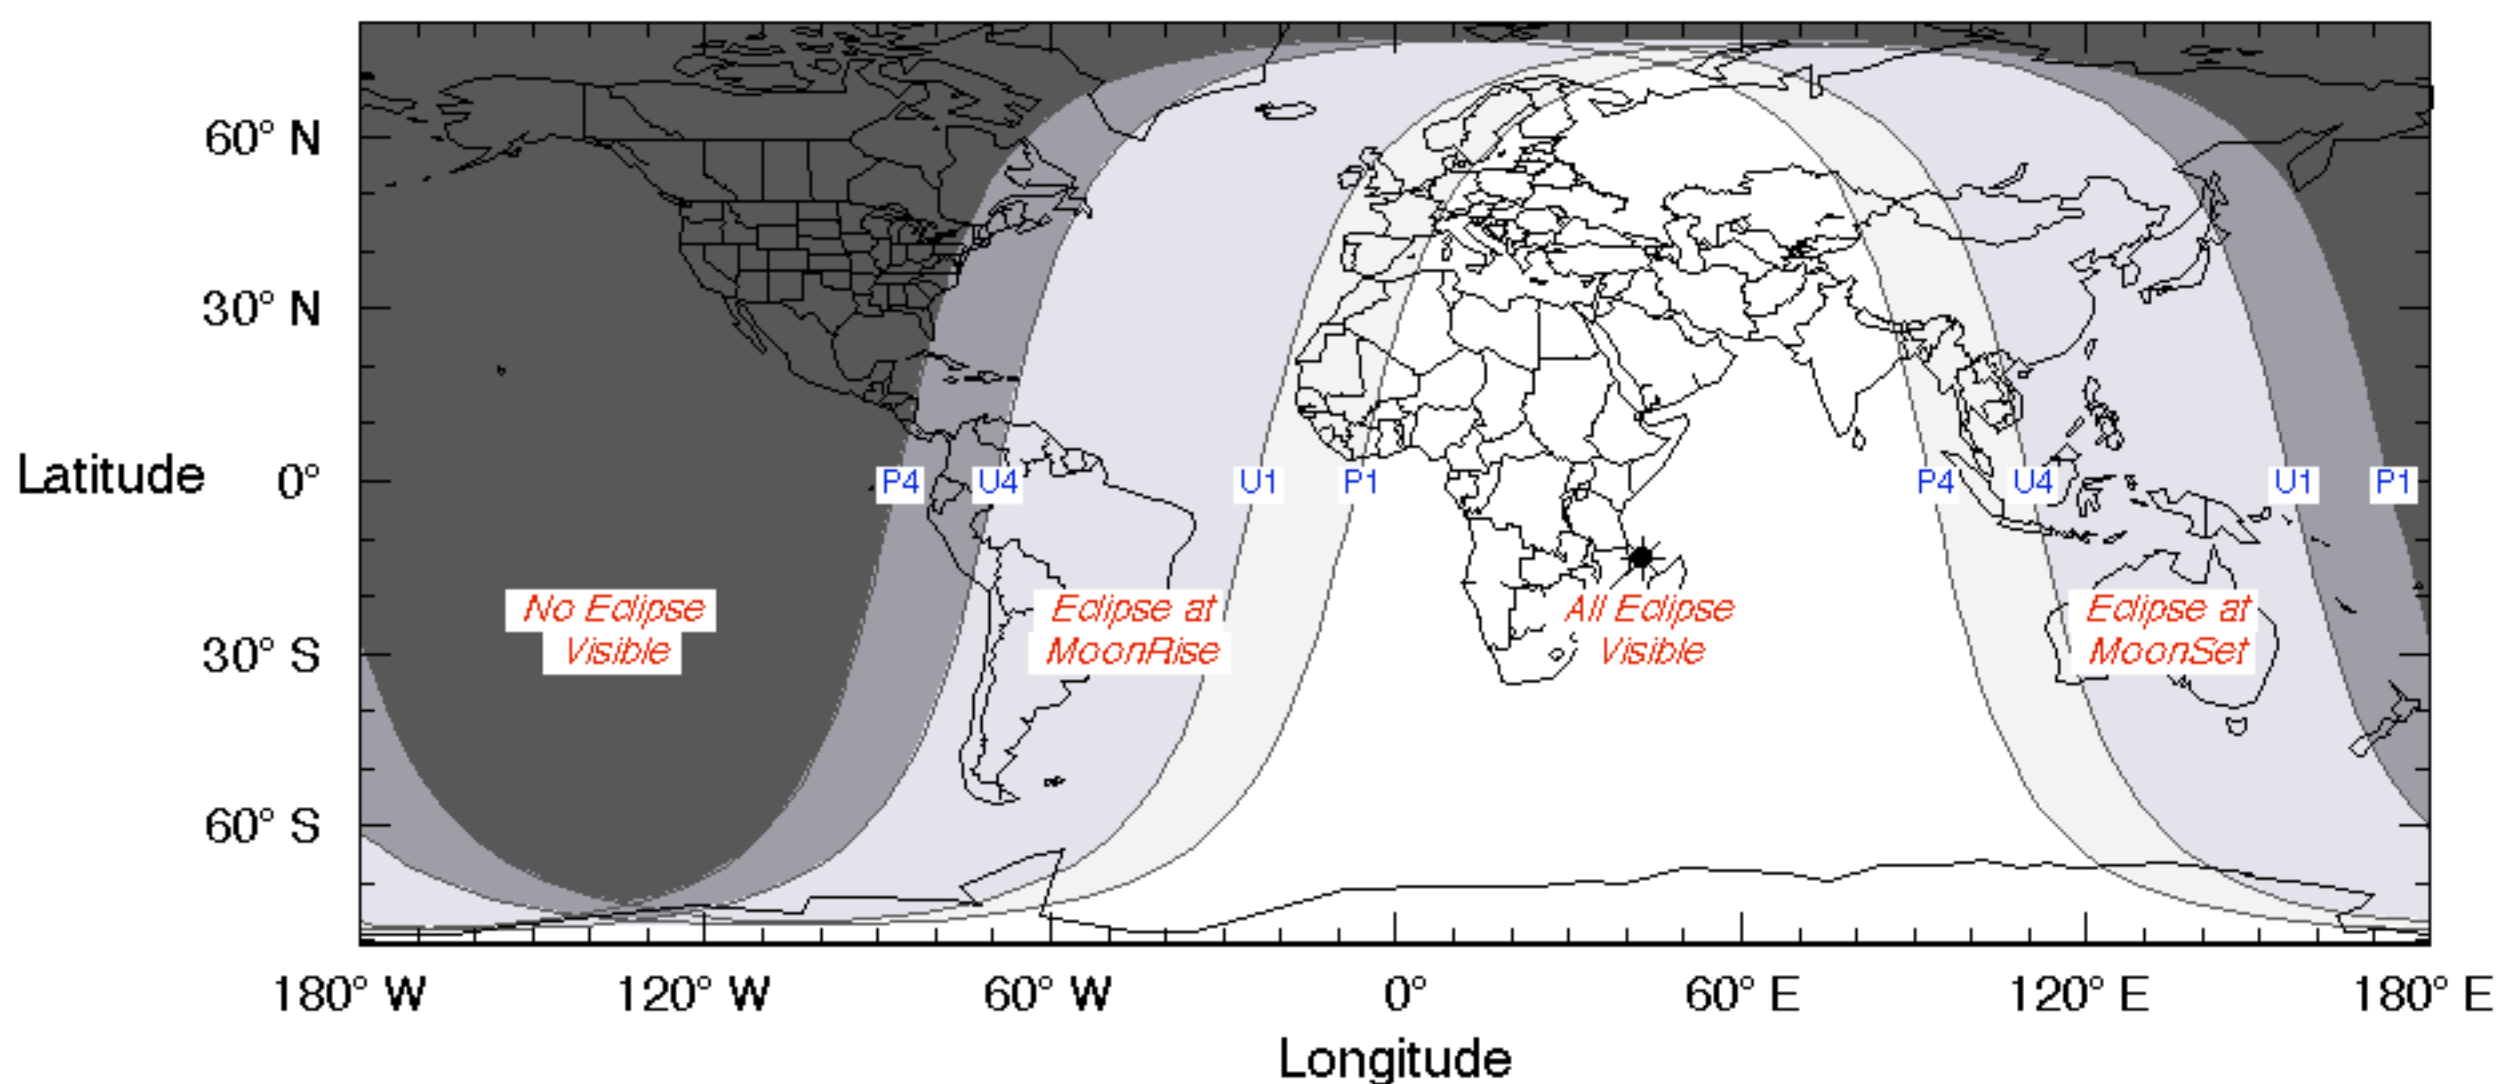 60° N
30° N
Latitude 0°
P4 U4 U1 P1 P4 U4 U1 P1
No Eclipse
Visible
Eclipse at
MoonRise
All Eclipse
Visible
Eclipse at
MoonSet
30° S
60° S
180° W 120° W 60° W 0° 60° E 120° E 180° E
Longitude